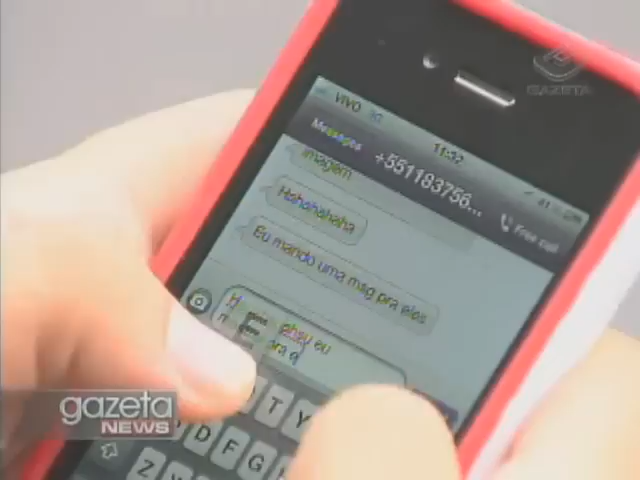 GAZETA
VIVO 3G
11:32
Messages
+551183756...
Free call
imagem
Hahahahaha
Eu mando uma msg pra eles
eu
T Y
D F G
Z
gazeta
NEWS